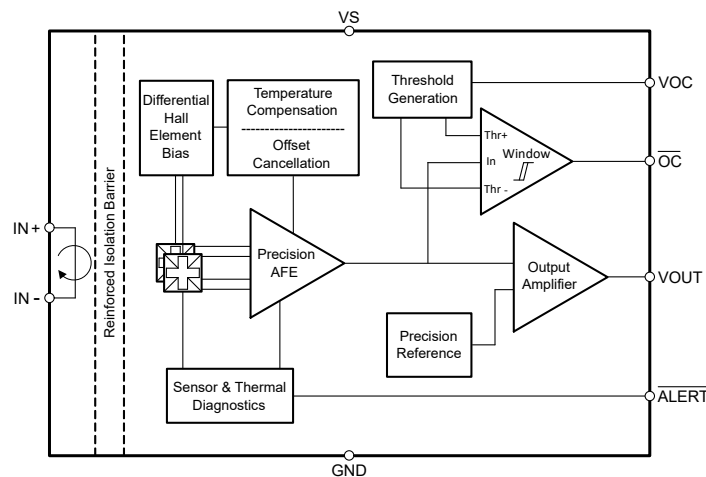 VS
Differential
Hall
Element
Bias
Temperature
Compensation
Offset
Cancellation
Threshold
Generation
VOC
Thr+
In
Window
Thr -
OC
IN +
IN -
Reinforced Isolation Barrier
Precision
AFE
Output
Amplifier
VOUT
Precision
Reference
Sensor & Thermal
Diagnostics
ALERT
GND